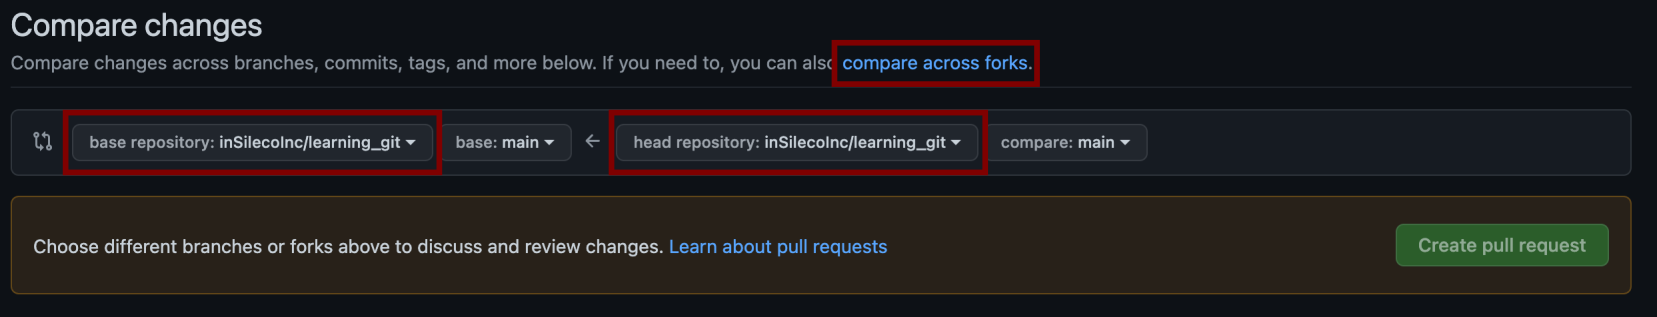 Compare changes
Compare changes across branches, commits, tags, and more below. If you need to, you can also compare across forks.
base repository: inSilecoInc/learning_git base: main ← head repository: inSilecoInc/learning_git compare: main
Choose different branches or forks above to discuss and review changes. Learn about pull requests Create pull request